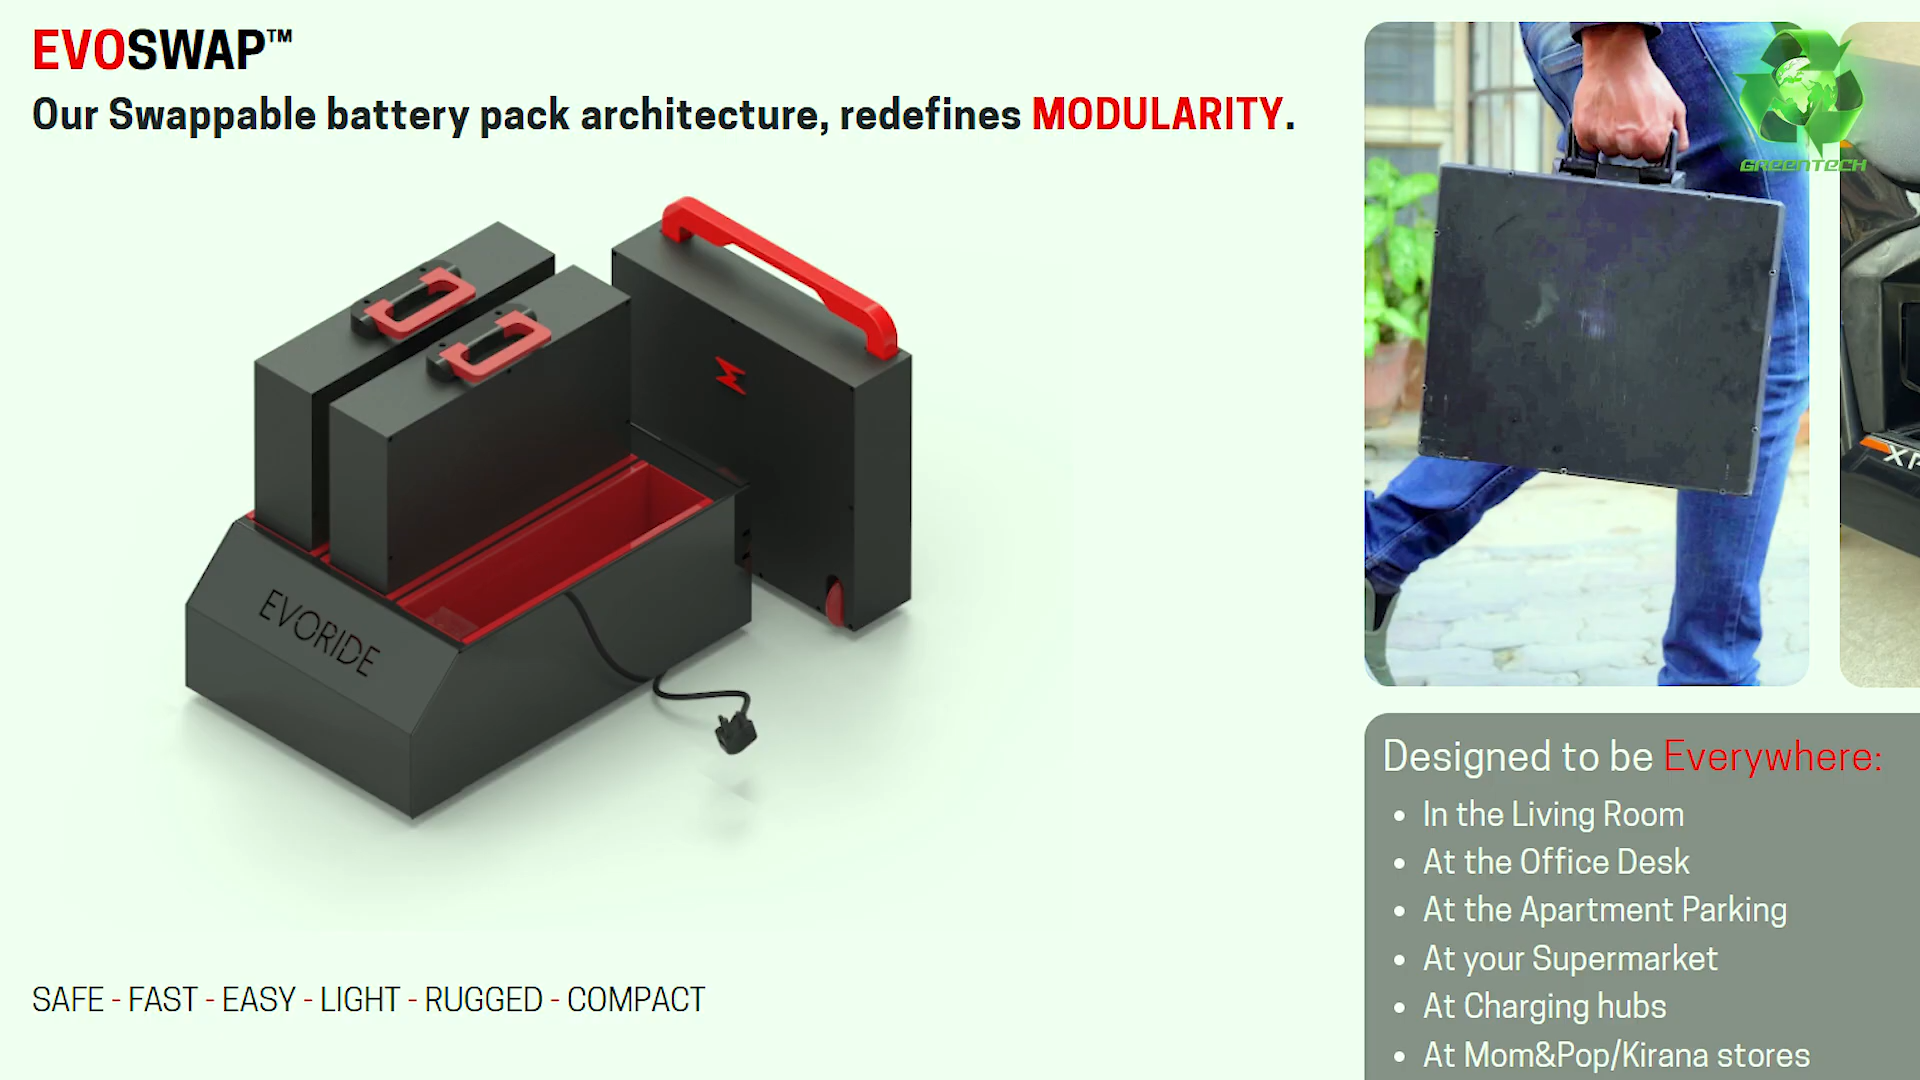 EVOSWAP™
Our Swappable battery pack architecture, redefines MODULARITY.
GREENTECH
EVORIDE
Designed to be Everywhere:
• In the Living Room
• At the Office Desk
• At the Apartment Parking
• At your Supermarket
• At Charging hubs
• At Mom&Pop/Kirana stores
SAFE - FAST - EASY - LIGHT - RUGGED - COMPACT